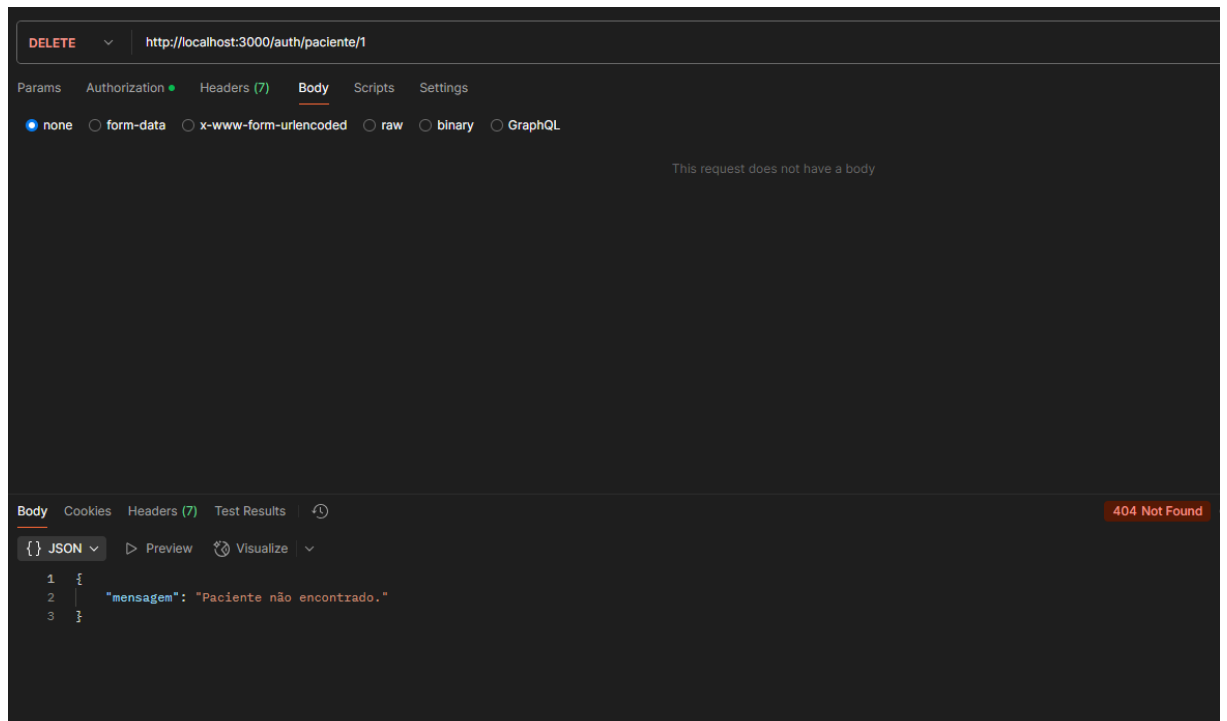 DELETE http://localhost:3000/auth/paciente/1
Params Authorization Headers (7) Body Scripts Settings
none form-data x-www-form-urlencoded raw binary GraphQL
This request does not have a body
Body Cookies Headers (7) Test Results 404 Not Found
{} JSON Preview Visualize
1 {
2 "mensagem": "Paciente não encontrado."
3 }